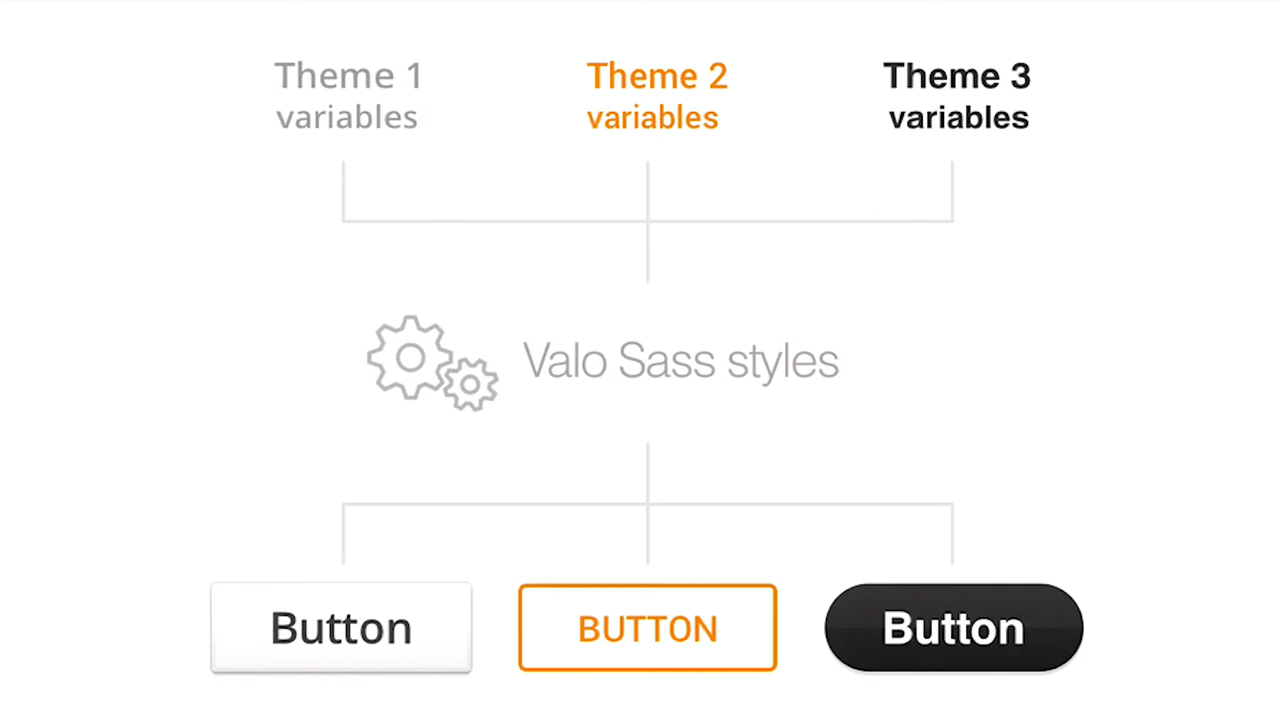 Theme 1
variables
Theme 2
variables
Theme 3
variables
Valo Sass styles
Button
BUTTON
Button